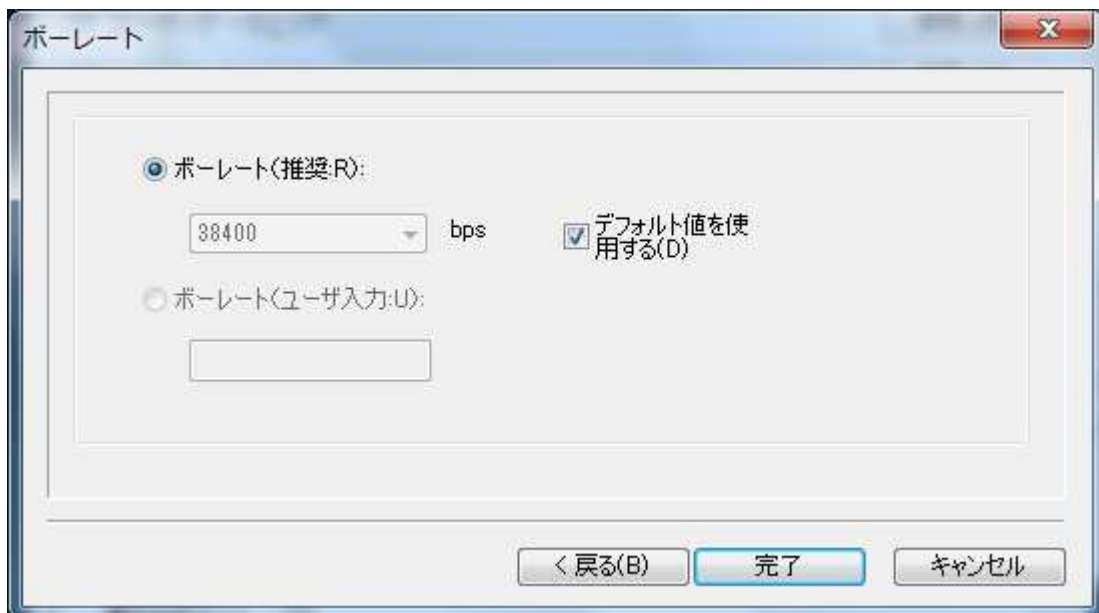 ボーレート
ボーレート(推奨:R):
38400
bps
デフォルト値を使
用する(D)
ボーレート(ユーザ入力:U):
< 戻る(B)
完了
キャンセル